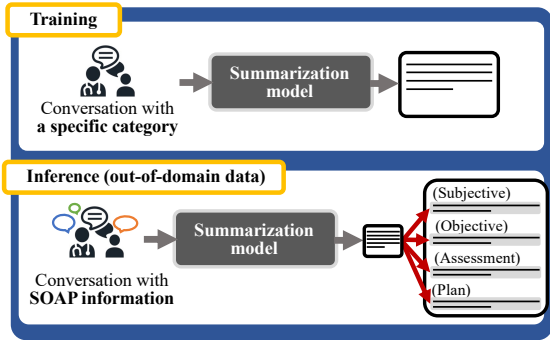 Training
Summarization
model
Conversation with
a specific category
Inference (out-of-domain data)
(Subjective)
(Objective)
(Assessment)
(Plan)
Summarization
model
Conversation with
SOAP information